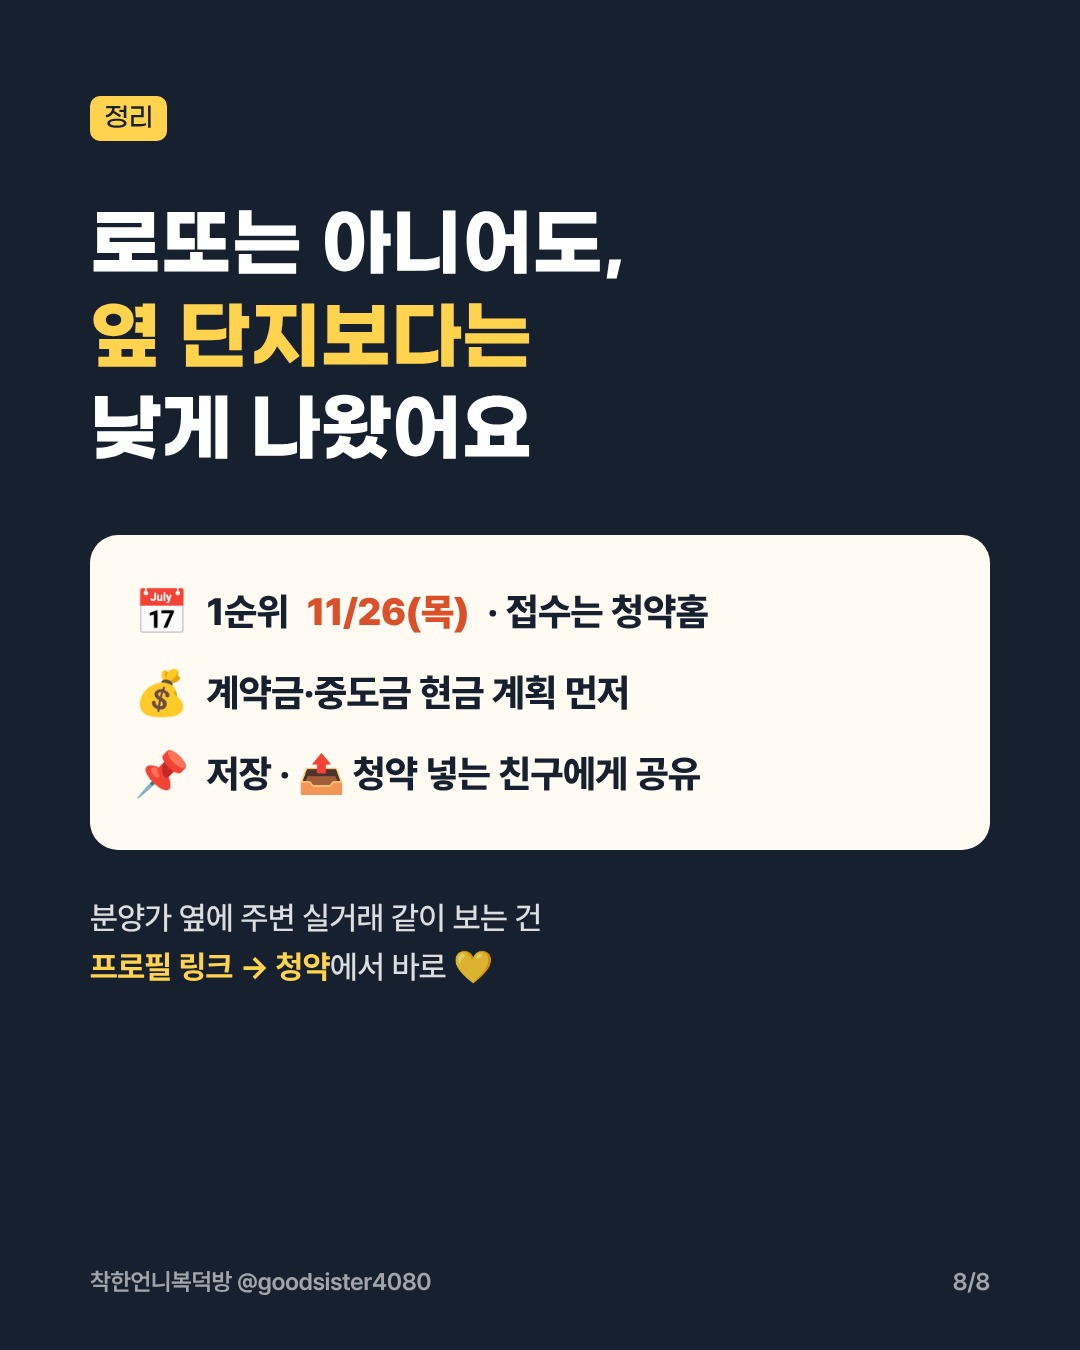 정리
로또는 아니어도,
옆 단지보다는
낮게 나왔어요
📅 1순위 11/26(목) · 접수는 청약홈
💰 계약금·중도금 현금 계획 먼저
📌 저장 · 📤 청약 넣는 친구에게 공유
분양가 옆에 주변 실거래 같이 보는 건
프로필 링크 → 청약에서 바로 💛
착한언니복덕방 @goodsister4080
8/8